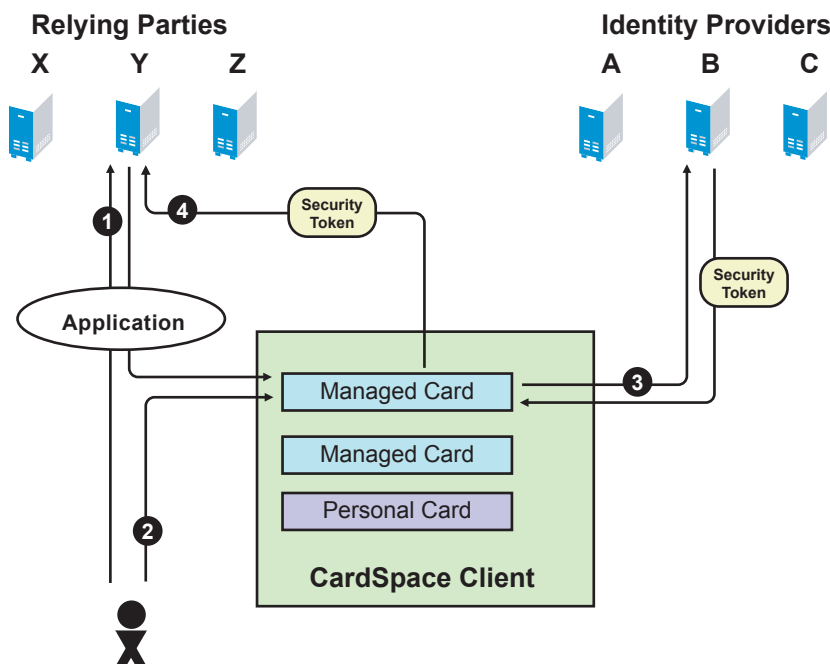 Relying Parties
Identity Providers
X Y Z
A B C
1
4
Security
Token
Security
Token
Application
3
Managed Card
Managed Card
2
Personal Card
CardSpace Client